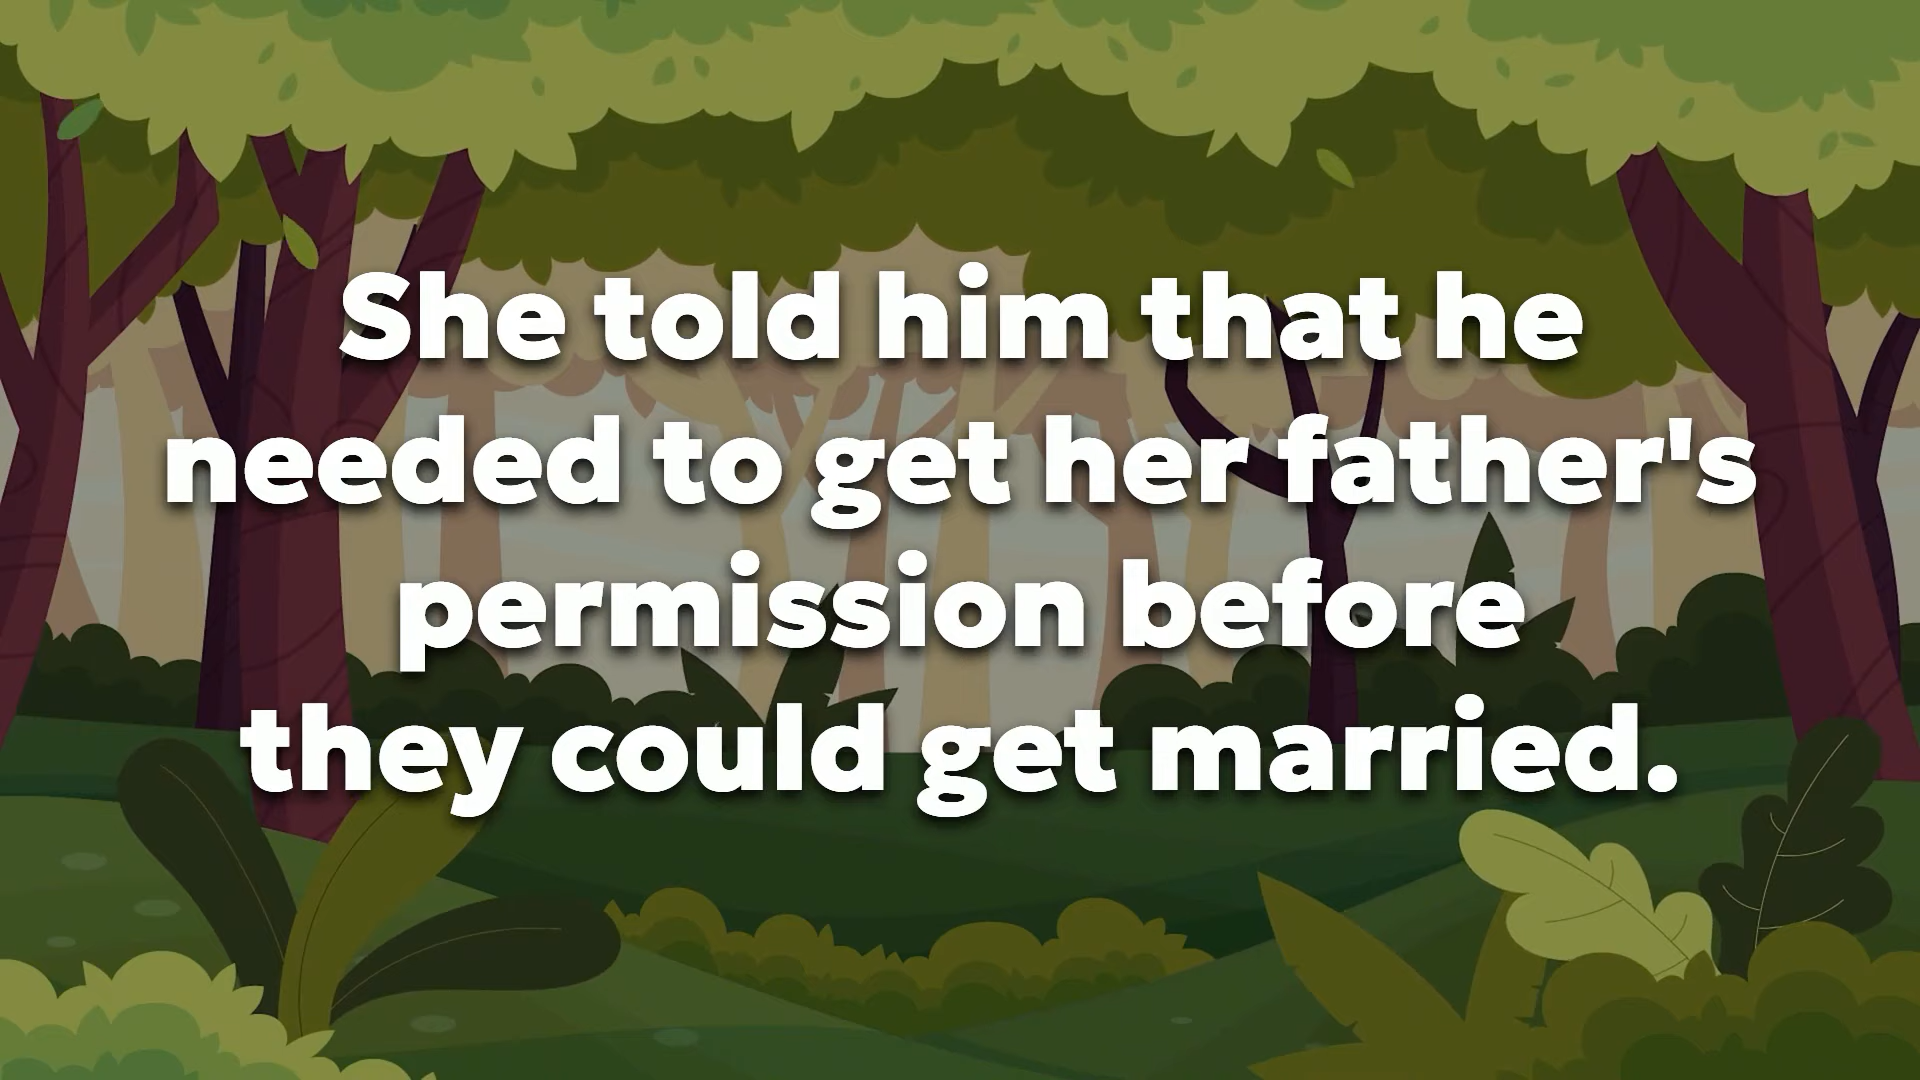 She told him that he
needed to get her father's
permission before
they could get married.